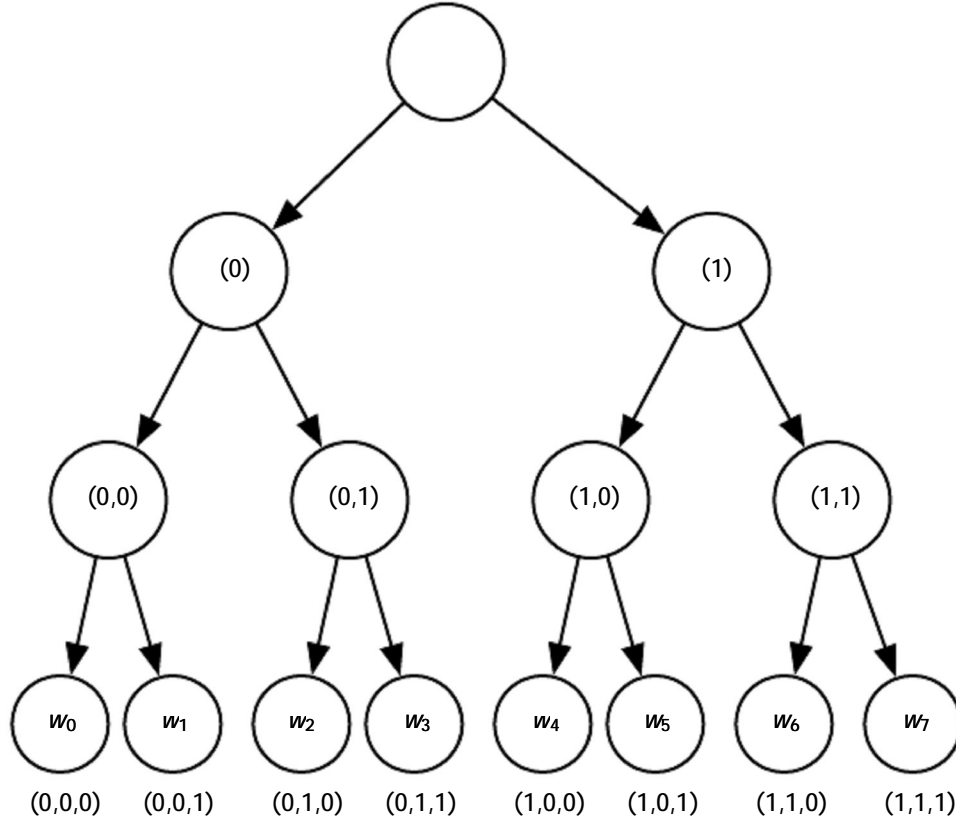 (0) (1)
(0,0) (0,1) (1,0) (1,1)
w₀ w₁ w₂ w₃ w₄ w₅ w₆ w₇
(0,0,0) (0,0,1) (0,1,0) (0,1,1) (1,0,0) (1,0,1) (1,1,0) (1,1,1)